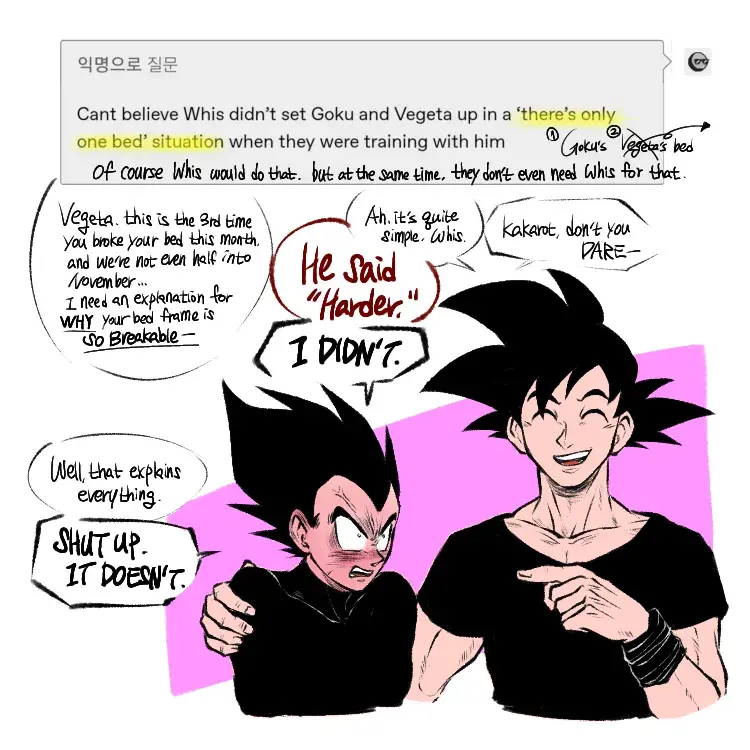 익명으로 질문
Cant believe Whis didn't set Goku and Vegeta up in a 'there's only
one bed' situation when they were training with him
① Goku's ② Vegeta's bed
Of course Whis would do that. but at the same time, they don't even need Whis for that.
Vegeta. this is the 3rd time
you broke your bed this month.
and we're not even half into
November...
I need an explanation for
WHY your bed frame is
so Breakable—
Ah. it's quite
simple. Whis.
He said
"Harder."
Kakarot, don't you
DARE—
I DIDN'T.
Well, that explains
everything.
SHUT UP.
IT DOESN'T.